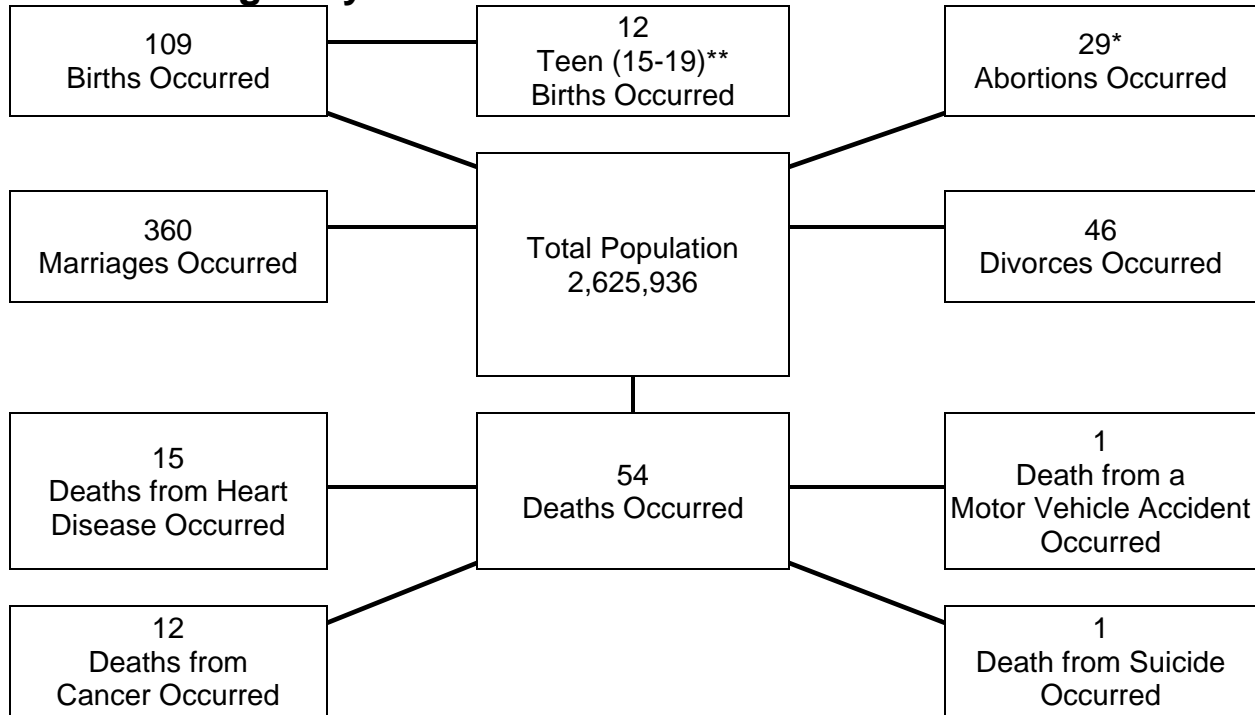 109
Births Occurred
12
Teen (15-19)**
Births Occurred
29*
Abortions Occurred
360
Marriages Occurred
Total Population
2,625,936
46
Divorces Occurred
15
Deaths from Heart
Disease Occurred
54
Deaths Occurred
1
Death from a
Motor Vehicle Accident
Occurred
12
Deaths from
Cancer Occurred
1
Death from Suicide
Occurred